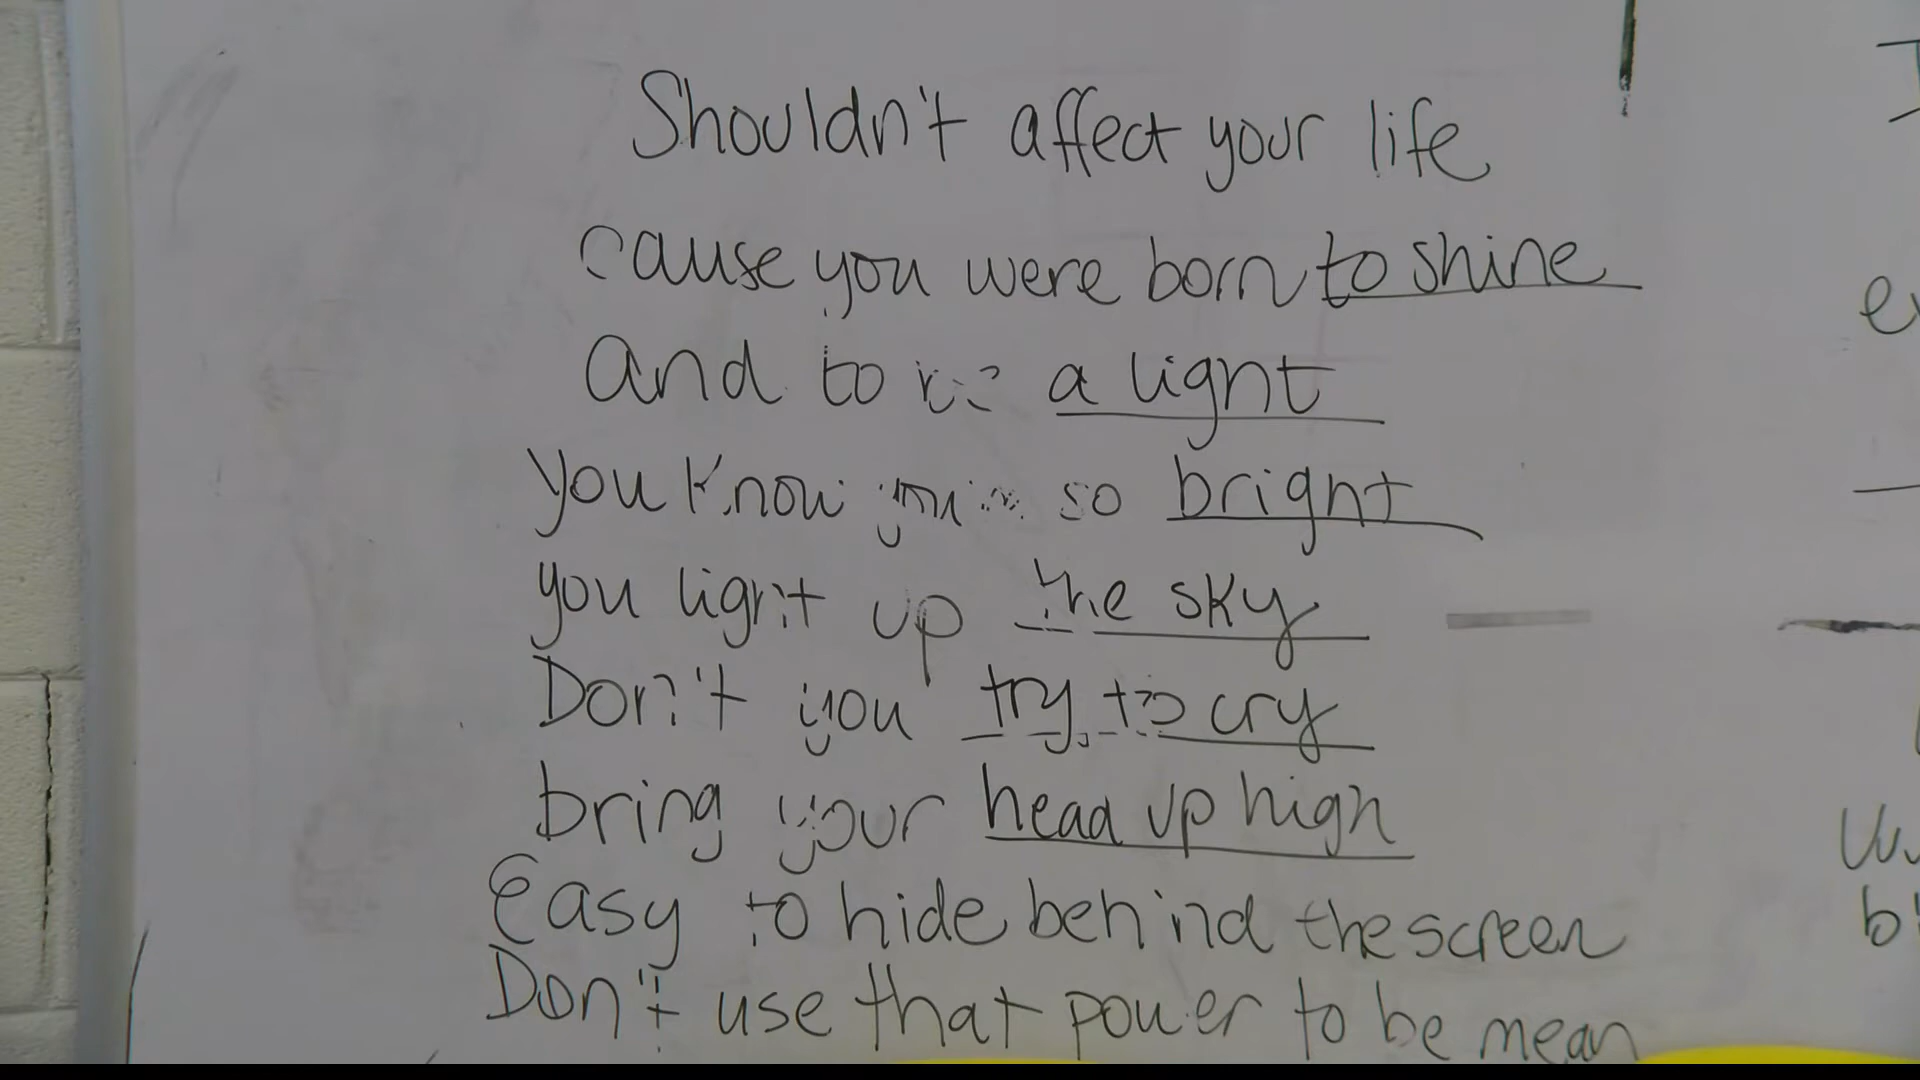 Shouldn't affect your life
cause you were born to shine
and to a light
you know so bright
you light up the sky
Don't you try to cry
bring your head up high
Easy to hide behind the screen
Don't use that power to be mean